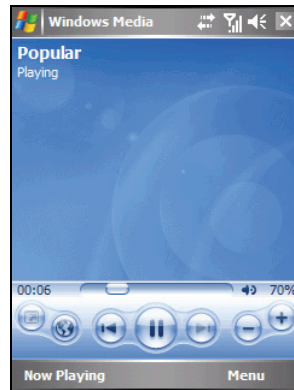 Windows Media
Popular
Playing
00:06
70%
Now Playing
Menu